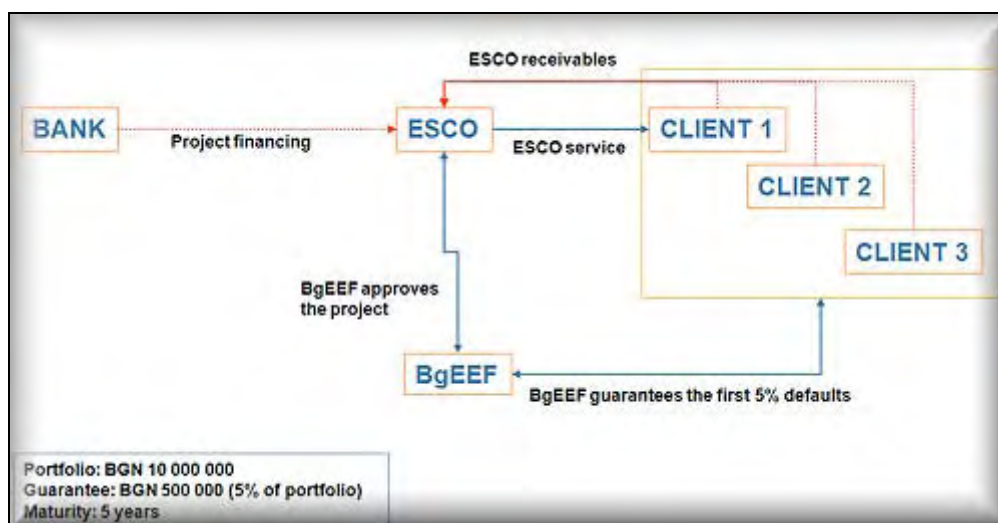 ESCO receivables
BANK
Project financing
ESCO
ESCO service
CLIENT 1
CLIENT 2
CLIENT 3
BgEEF approves
the project
BgEEF
BgEEF guarantees the first 5% defaults
Portfolio: BGN 10 000 000
Guarantee: BGN 500 000 (5% of portfolio)
Maturity: 5 years